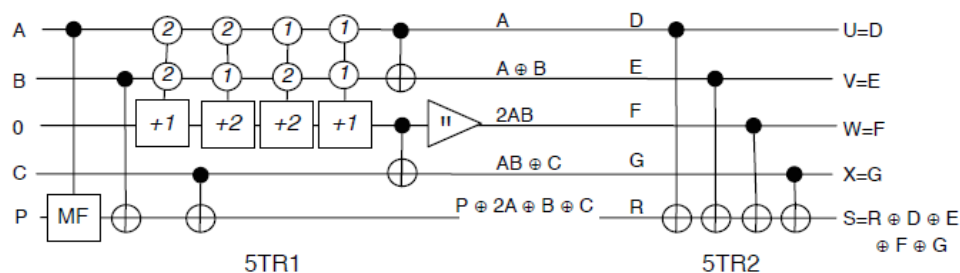 A 2 2 1 1 A D U=D
B 2 1 2 1 A ⊕ B E V=E
0 +1 +2 +2 +1 " 2AB F W=F
C AB ⊕ C G X=G
P MF P ⊕ 2A ⊕ B ⊕ C R S=R ⊕ D ⊕ E
⊕ F ⊕ G
5TR1 5TR2